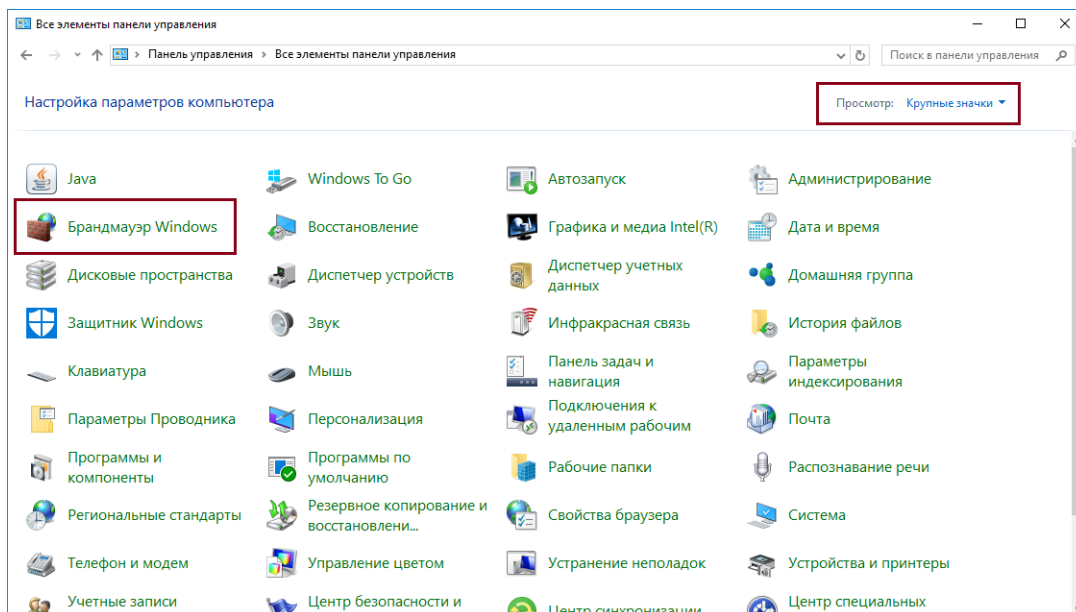 Все элементы панели управления
Панель управления > Все элементы панели управления
Поиск в панели управления
Настройка параметров компьютера
Просмотр: Крупные значки
Java
Windows To Go
Автозапуск
Администрирование
Брандмауэр Windows
Восстановление
Графика и медиа Intel(R)
Дата и время
Дисковые пространства
Диспетчер устройств
Диспетчер учетных
данных
Домашняя группа
Защитник Windows
Звук
Инфракрасная связь
История файлов
Клавиатура
Мышь
Панель задач и
навигация
Параметры
индексирования
Параметры Проводника
Персонализация
Подключения к
удаленным рабочим
Почта
Программы и
компоненты
Программы по
умолчанию
Рабочие папки
Распознавание речи
Региональные стандарты
Резервное копирование и
восстановлени...
Свойства браузера
Система
Телефон и модем
Управление цветом
Устранение неполадок
Устройства и принтеры
Учетные записи
Центр безопасности и
Центр синхронизации
Центр специальных